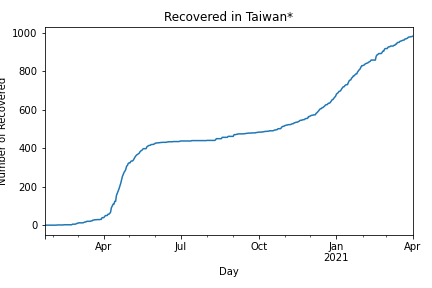 Recovered in Taiwan*
Number of Recovered
1000
800
600
400
200
0
Apr
Jul
Oct
Jan
2021
Apr
Day